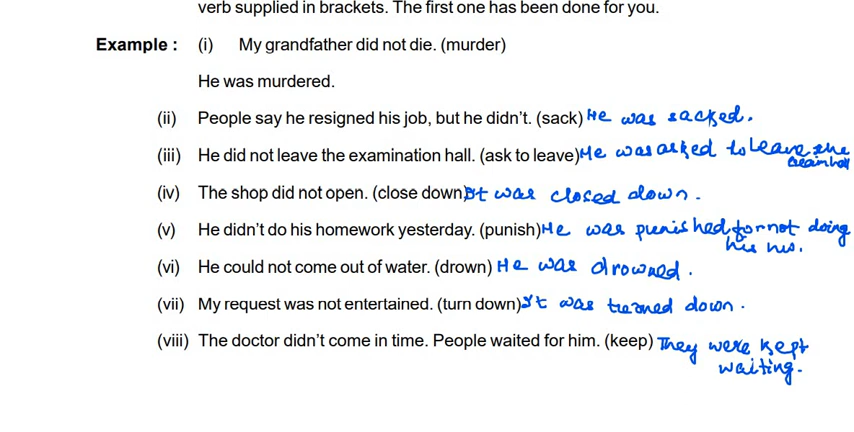 verb supplied in brackets. The first one has been done for you.
Example : (i) My grandfather did not die. (murder)
He was murdered.
(ii) People say he resigned his job, but he didn't. (sack) He was sacked.
(iii) He did not leave the examination hall. (ask to leave) He was asked to leave the
exam hall
(iv) The shop did not open. (close down) It was closed down.
(v) He didn't do his homework yesterday. (punish) He was punished for not doing
his hw.
(vi) He could not come out of water. (drown) He was drowned.
(vii) My request was not entertained. (turn down) It was turned down.
(viii) The doctor didn't come in time. People waited for him. (keep) They were kept
waiting.